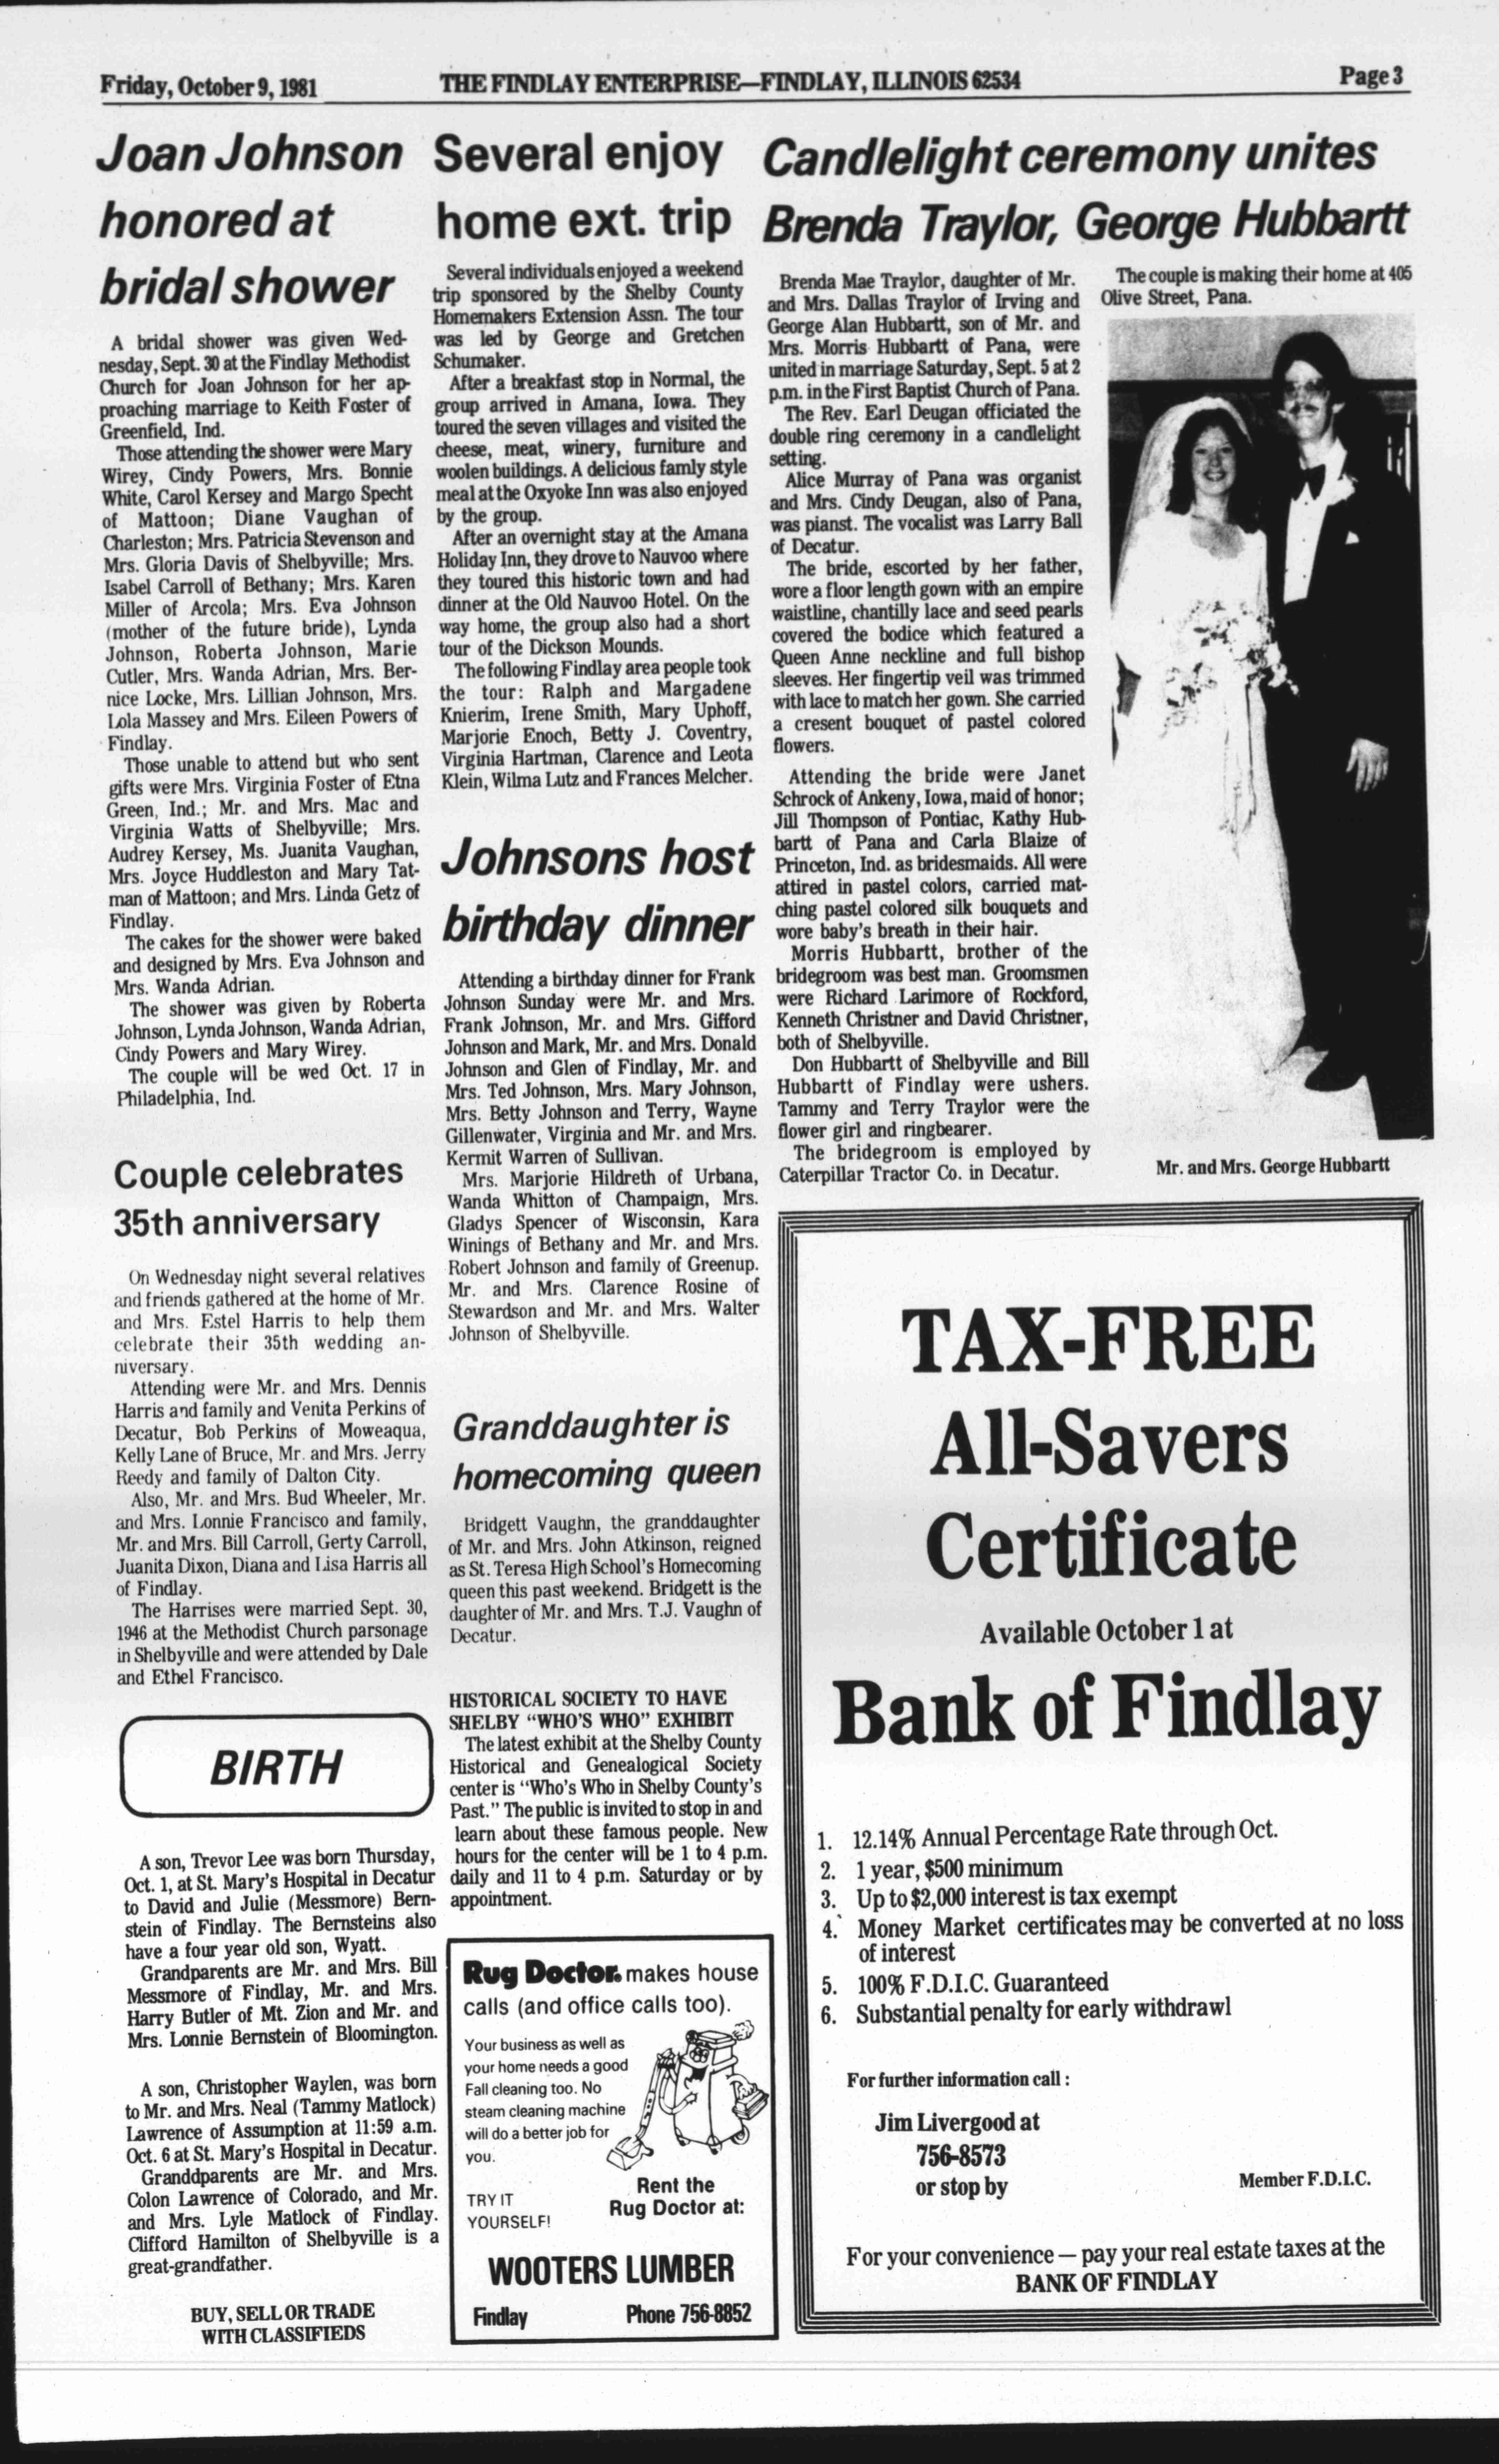 Friday, October 9, 1981
THE FINDLAY ENTERPRISE—FINDLAY, ILLINOIS 62534
Page 3
Joan Johnson
honored at
bridal shower
A bridal shower was given Wed-
nesday, Sept. 30 at the Findlay Methodist
Church for Joan Johnson for her ap-
proaching marriage to Keith Foster of
Greenfield, Ind.
Those attending the shower were Mary
Wirey, Cindy Powers, Mrs. Bonnie
White, Carol Kersey and Margo Specht
of Mattoon; Diane Vaughan of
Charleston; Mrs. Patricia Stevenson and
Mrs. Gloria Davis of Shelbyville; Mrs.
Isabel Carroll of Bethany; Mrs. Karen
Miller of Arcola; Mrs. Eva Johnson
(mother of the future bride), Lynda
Johnson, Roberta Johnson, Marie
Cutler, Mrs. Wanda Adrian, Mrs. Ber-
nice Locke, Mrs. Lillian Johnson, Mrs.
Lola Massey and Mrs. Eileen Powers of
Findlay.
Those unable to attend but who sent
gifts were Mrs. Virginia Foster of Etna
Green, Ind.; Mr. and Mrs. Mac and
Virginia Watts of Shelbyville; Mrs.
Audrey Kersey, Ms. Juanita Vaughan,
Mrs. Joyce Huddleston and Mary Tat-
man of Mattoon; and Mrs. Linda Getz of
Findlay.
The cakes for the shower were baked
and designed by Mrs. Eva Johnson and
Mrs. Wanda Adrian.
The shower was given by Roberta
Johnson, Lynda Johnson, Wanda Adrian,
Cindy Powers and Mary Wirey.
The couple will be wed Oct. 17 in
Philadelphia, Ind.
Couple celebrates
35th anniversary
On Wednesday night several relatives
and friends gathered at the home of Mr.
and Mrs. Estel Harris to help them
celebrate their 35th wedding an-
niversary.
Attending were Mr. and Mrs. Dennis
Harris and family and Venita Perkins of
Decatur, Bob Perkins of Moweaqua,
Kelly Lane of Bruce, Mr. and Mrs. Jerry
Reedy and family of Dalton City.
Also, Mr. and Mrs. Bud Wheeler, Mr.
and Mrs. Lonnie Francisco and family,
Mr. and Mrs. Bill Carroll, Gerty Carroll,
Juanita Dixon, Diana and Lisa Harris all
of Findlay.
The Harrises were married Sept. 30,
1946 at the Methodist Church parsonage
in Shelbyville and were attended by Dale
and Ethel Francisco.
BIRTH
A son, Trevor Lee was born Thursday,
Oct. 1, at St. Mary's Hospital in Decatur
to David and Julie (Messmore) Bern-
stein of Findlay. The Bernsteins also
have a four year old son, Wyatt.
Grandparents are Mr. and Mrs. Bill
Messmore of Findlay, Mr. and Mrs.
Harry Butler of Mt. Zion and Mr. and
Mrs. Lonnie Bernstein of Bloomington.
A son, Christopher Waylen, was born
to Mr. and Mrs. Neal (Tammy Matlock)
Lawrence of Assumption at 11:59 a.m.
Oct. 6 at St. Mary's Hospital in Decatur.
Granddparents are Mr. and Mrs.
Colon Lawrence of Colorado, and Mr.
and Mrs. Lyle Matlock of Findlay.
Clifford Hamilton of Shelbyville is a
great-grandfather.
BUY, SELL OR TRADE
WITH CLASSIFIEDS
Several enjoy
home ext. trip
Several individuals enjoyed a weekend
trip sponsored by the Shelby County
Homemakers Extension Assn. The tour
was led by George and Gretchen
Schumaker.
After a breakfast stop in Normal, the
group arrived in Amana, Iowa. They
toured the seven villages and visited the
cheese, meat, winery, furniture and
woolen buildings. A delicious famly style
meal at the Oxyoke Inn was also enjoyed
by the group.
After an overnight stay at the Amana
Holiday Inn, they drove to Nauvoo where
they toured this historic town and had
dinner at the Old Nauvoo Hotel. On the
way home, the group also had a short
tour of the Dickson Mounds.
The following Findlay area people took
the tour: Ralph and Margadene
Knierim, Irene Smith, Mary Uphoff,
Marjorie Enoch, Betty J. Coventry,
Virginia Hartman, Clarence and Leota
Klein, Wilma Lutz and Frances Melcher.
Johnsons host
birthday dinner
Attending a birthday dinner for Frank
Johnson Sunday were Mr. and Mrs.
Frank Johnson, Mr. and Mrs. Gifford
Johnson and Mark, Mr. and Mrs. Donald
Johnson and Glen of Findlay, Mr. and
Mrs. Ted Johnson, Mrs. Mary Johnson,
Mrs. Betty Johnson and Terry, Wayne
Gillenwater, Virginia and Mr. and Mrs.
Kermit Warren of Sullivan.
Mrs. Marjorie Hildreth of Urbana,
Wanda Whitton of Champaign, Mrs.
Gladys Spencer of Wisconsin, Kara
Winings of Bethany and Mr. and Mrs.
Robert Johnson and family of Greenup.
Mr. and Mrs. Clarence Rosine of
Stewardson and Mr. and Mrs. Walter
Johnson of Shelbyville.
Granddaughter is
homecoming queen
Bridgett Vaughn, the granddaughter
of Mr. and Mrs. John Atkinson, reigned
as St. Teresa High School's Homecoming
queen this past weekend. Bridgett is the
daughter of Mr. and Mrs. T.J. Vaughn of
Decatur.
HISTORICAL SOCIETY TO HAVE
SHELBY "WHO'S WHO" EXHIBIT
The latest exhibit at the Shelby County
Historical and Genealogical Society
center is "Who's Who in Shelby County's
Past." The public is invited to stop in and
learn about these famous people. New
hours for the center will be 1 to 4 p.m.
daily and 11 to 4 p.m. Saturday or by
appointment.
Rug Doctor. makes house
calls (and office calls too).
Your business as well as
your home needs a good
Fall cleaning too. No
steam cleaning machine
will do a better job for
you.
TRY IT
YOURSELF!
Rent the
Rug Doctor at:
WOOTERS LUMBER
Findlay
Phone 756-8852
Candlelight ceremony unites
Brenda Traylor, George Hubbartt
Brenda Mae Traylor, daughter of Mr.
and Mrs. Dallas Traylor of Irving and
George Alan Hubbartt, son of Mr. and
Mrs. Morris Hubbartt of Pana, were
united in marriage Saturday, Sept. 5 at 2
p.m. in the First Baptist Church of Pana.
The Rev. Earl Deugan officiated the
double ring ceremony in a candlelight
setting.
Alice Murray of Pana was organist
and Mrs. Cindy Deugan, also of Pana,
was pianst. The vocalist was Larry Ball
of Decatur.
The bride, escorted by her father,
wore a floor length gown with an empire
waistline, chantilly lace and seed pearls
covered the bodice which featured a
Queen Anne neckline and full bishop
sleeves. Her fingertip veil was trimmed
with lace to match her gown. She carried
a cresent bouquet of pastel colored
flowers.
Attending the bride were Janet
Schrock of Ankeny, Iowa, maid of honor;
Jill Thompson of Pontiac, Kathy Hub-
bartt of Pana and Carla Blaize of
Princeton, Ind. as bridesmaids. All were
attired in pastel colors, carried mat-
ching pastel colored silk bouquets and
wore baby's breath in their hair.
Morris Hubbartt, brother of the
bridegroom was best man. Groomsmen
were Richard Larimore of Rockford,
Kenneth Christner and David Christner,
both of Shelbyville.
Don Hubbartt of Shelbyville and Bill
Hubbartt of Findlay were ushers.
Tammy and Terry Traylor were the
flower girl and ringbearer.
The bridegroom is employed by
Caterpillar Tractor Co. in Decatur.
The couple is making their home at 405
Olive Street, Pana.
Mr. and Mrs. George Hubbartt
TAX-FREE
All-Savers
Certificate
Available October 1 at
Bank of Findlay
1. 12.14% Annual Percentage Rate through Oct.
2. 1 year, $500 minimum
3. Up to $2,000 interest is tax exempt
4. Money Market certificates may be converted at no loss
of interest
5. 100% F.D.I.C. Guaranteed
6. Substantial penalty for early withdrawl
For further information call :
Jim Livergood at
756-8573
or stop by
Member F.D.I.C.
For your convenience — pay your real estate taxes at the
BANK OF FINDLAY